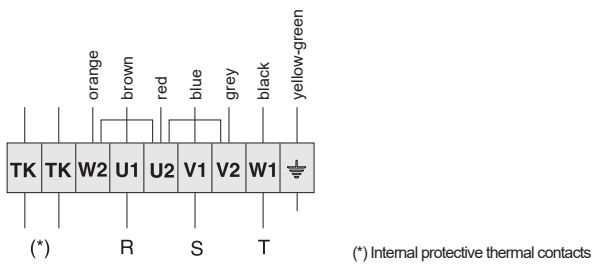 orange
brown
red
blue
grey
black
yellow-green
TK TK W2 U1 U2 V1 V2 W1
(*) R S T
(*) Internal protective thermal contacts